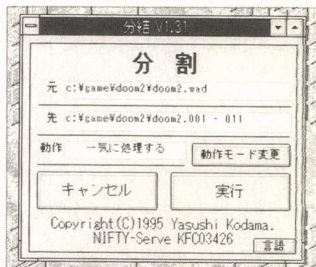 分結 V1.31
分 割
元 c:¥game¥doom2¥doom2.wad
先 c:¥game¥doom2¥doom2.001 - 011
動作 一気に処理する 動作モード変更
キャンセル 実行
Copyright(C)1995 Yasushi Kodama.
NIFTY-Serve KFC03426 言語